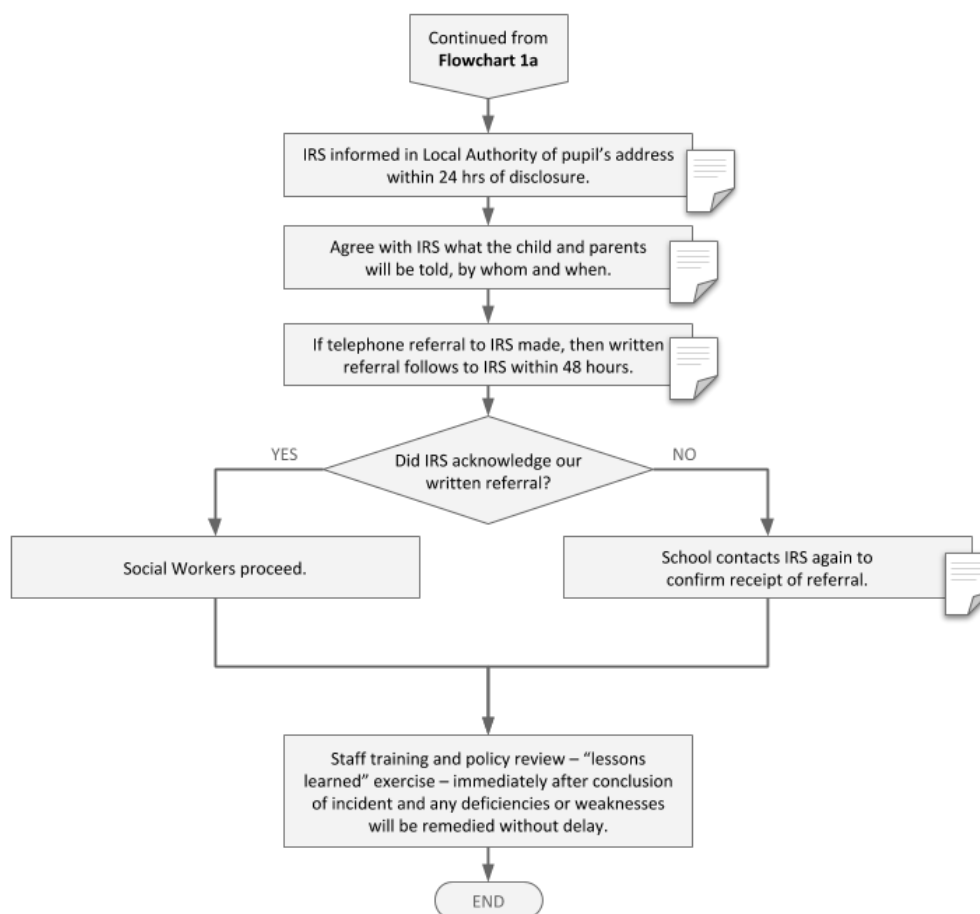 Continued from
Flowchart 1a
IRS informed in Local Authority of pupil's address
within 24 hrs of disclosure.
Agree with IRS what the child and parents
will be told, by whom and when.
If telephone referral to IRS made, then written
referral follows to IRS within 48 hours.
Did IRS acknowledge our
written referral?
YES
NO
Social Workers proceed.
School contacts IRS again to
confirm receipt of referral.
Staff training and policy review – “lessons
learned” exercise – immediately after conclusion
of incident and any deficiencies or weaknesses
will be remedied without delay.
END